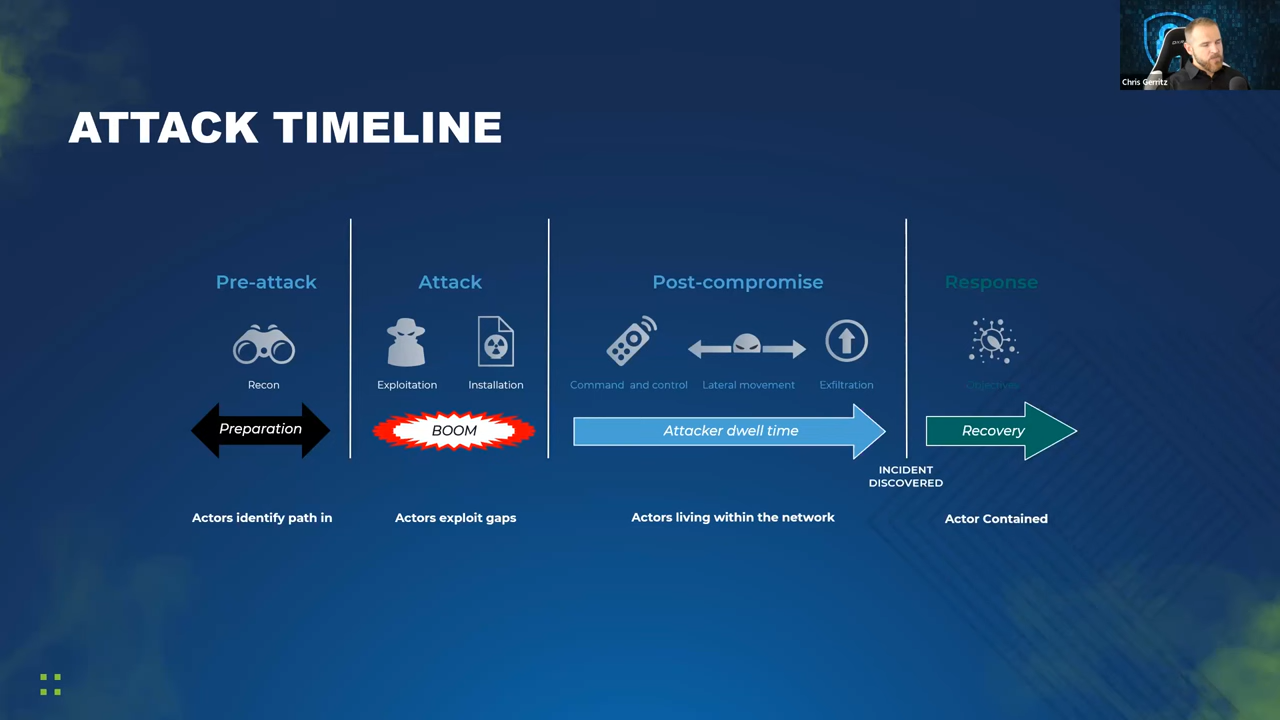 Chris Gerritz
ATTACK TIMELINE
Pre-attack
Attack
Post-compromise
Response
Recon
Exploitation
Installation
Command and control
Lateral movement
Exfiltration
Objectives
Preparation
BOOM
Attacker dwell time
Recovery
INCIDENT
DISCOVERED
Actors identify path in
Actors exploit gaps
Actors living within the network
Actor Contained